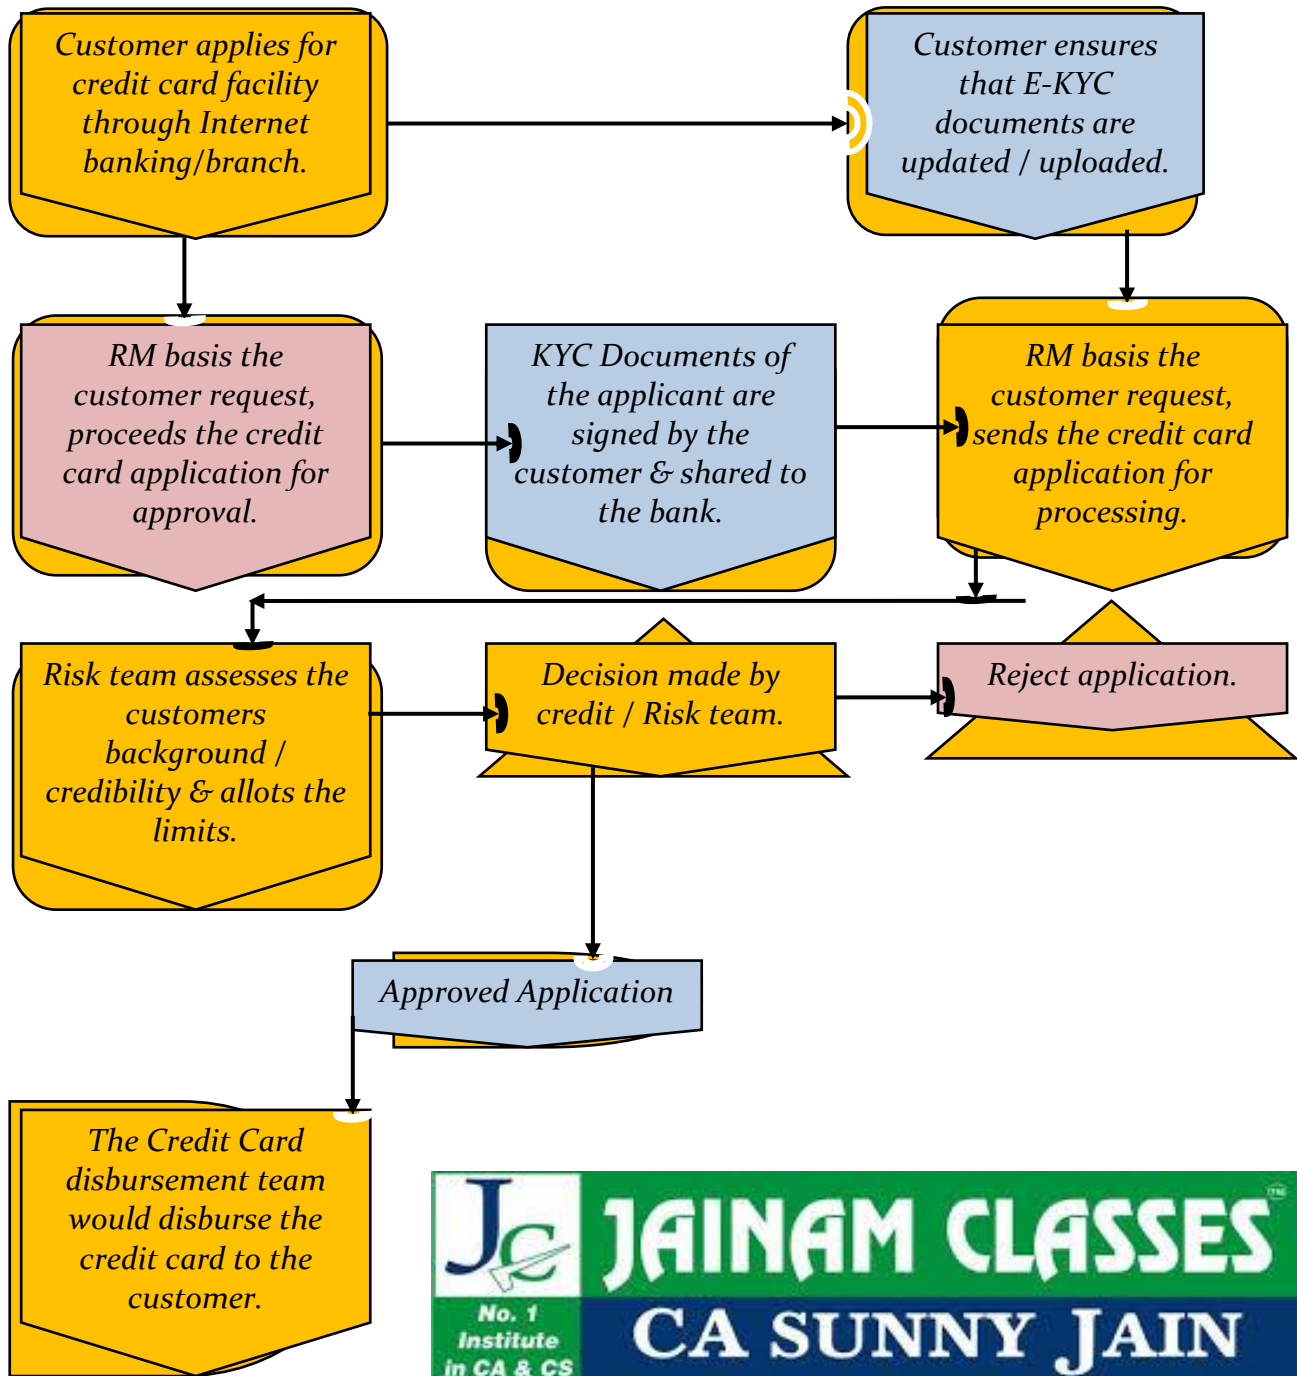 Customer applies for
credit card facility
through Internet
banking/branch.
Customer ensures
that E-KYC
documents are
updated / uploaded.
RM basis the
customer request,
proceeds the credit
card application for
approval.
KYC Documents of
the applicant are
signed by the
customer & shared to
the bank.
RM basis the
customer request,
sends the credit card
application for
processing.
Risk team assesses the
customers
background /
credibility & allots the
limits.
Decision made by
credit / Risk team.
Reject application.
Approved Application
The Credit Card
disbursement team
would disburse the
credit card to the
customer.
JC
JAINAM CLASSES
TM
No. 1
Institute
in CA & CS
CA SUNNY JAIN